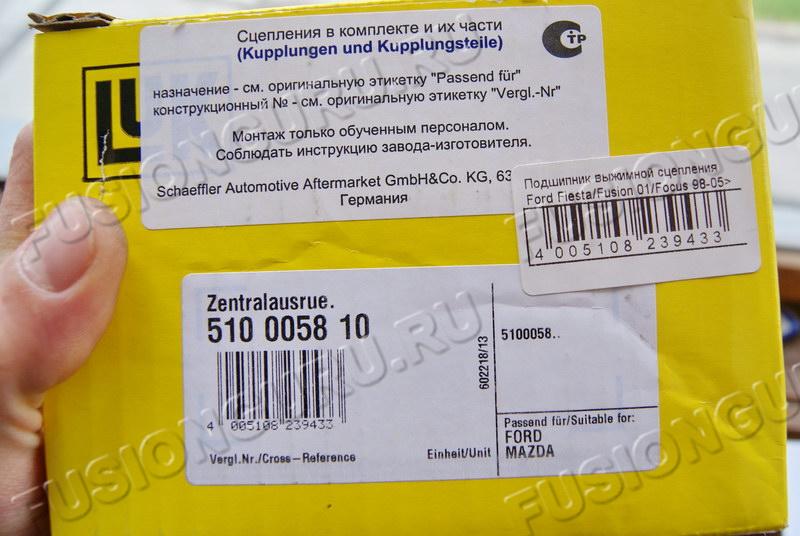 Сцепления в комплекте и их части
(Kupplungen und Kupplungsteile)
назначение - см. оригинальную этикетку "Passend für"
конструкционный № - см. оригинальную этикетку "Vergl.-Nr"
Монтаж только обученным персоналом.
Соблюдать инструкцию завода-изготовителя.
Schaeffler Automotive Aftermarket GmbH&Co. KG, 63
Германия
LUK
Подшипник выжимной сцепления
Ford Fiesta/Fusion 01/Focus 98-05>
4 005108 239433
Zentralausrue.
510 0058 10
4 005108 239433
Vergl.Nr./Cross-Reference
Einheit/Unit
602218/13
5100058..
Passend für/Suitable for:
FORD
MAZDA
FUSIONGURU.RU